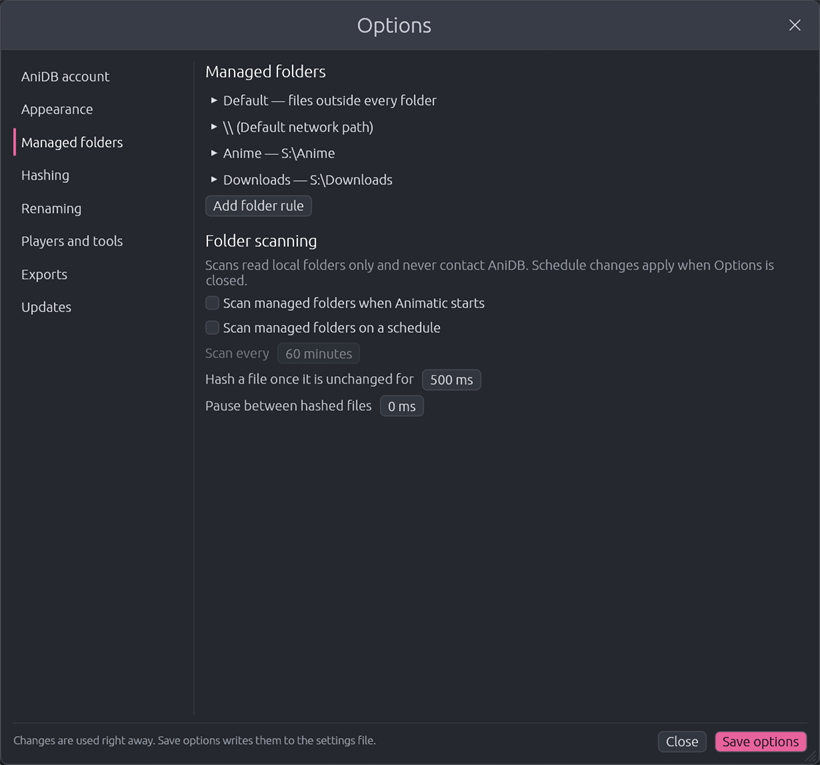 Options
AniDB account
Appearance
Managed folders
Hashing
Renaming
Players and tools
Exports
Updates
Managed folders
Default — files outside every folder
\\ (Default network path)
Anime — S:\Anime
Downloads — S:\Downloads
Add folder rule
Folder scanning
Scans read local folders only and never contact AniDB. Schedule changes apply when Options is
closed.
Scan managed folders when Animatic starts
Scan managed folders on a schedule
Scan every 60 minutes
Hash a file once it is unchanged for 500 ms
Pause between hashed files 0 ms
Changes are used right away. Save options writes them to the settings file.
Close Save options